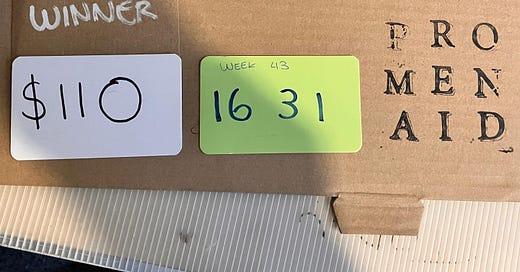 WINNER
$110
WEEK 43
16 31
PRO
MEN
AID